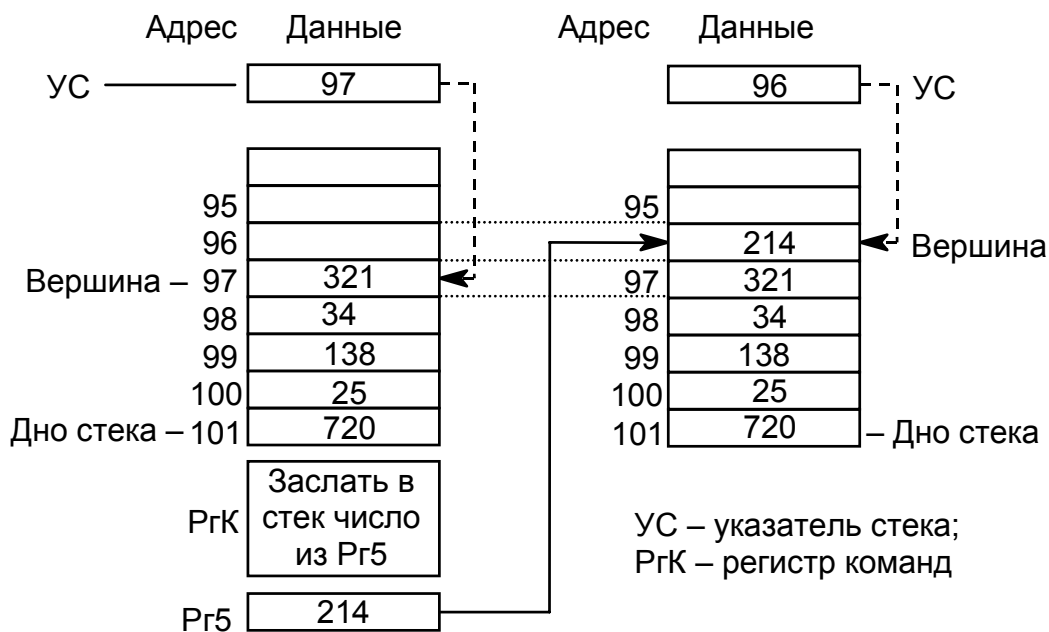 Адрес Данные Адрес Данные
УС 97 96 УС
95 95
96 214 Вершина
Вершина – 97 321 97 321
98 34 98 34
99 138 99 138
100 25 100 25
Дно стека – 101 720 101 720 – Дно стека
РгК
Заслать в
стек число
из Рг5
УС – указатель стека;
РгК – регистр команд
Рг5 214